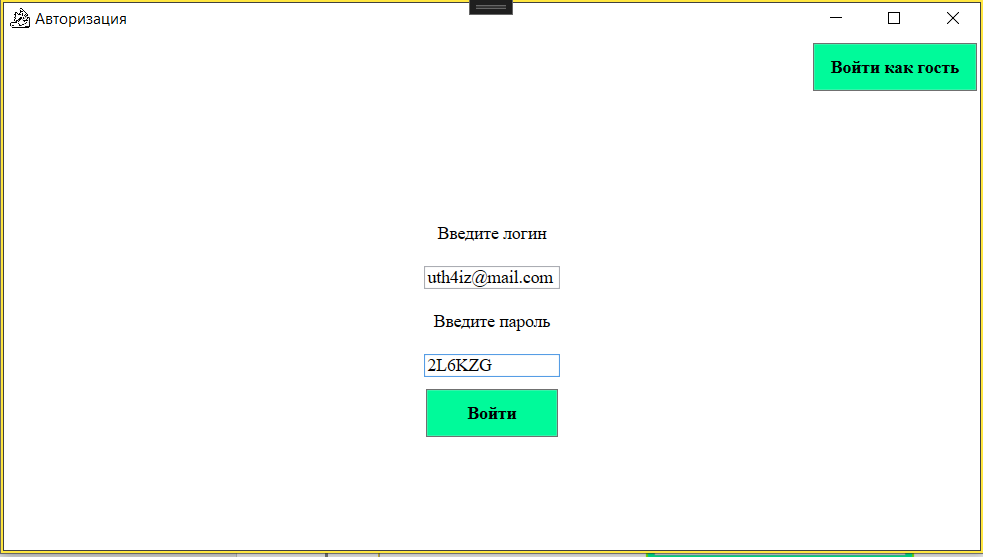 Авторизация
Войти как гость
Введите логин
uth4iz@mail.com
Введите пароль
2L6KZG
Войти